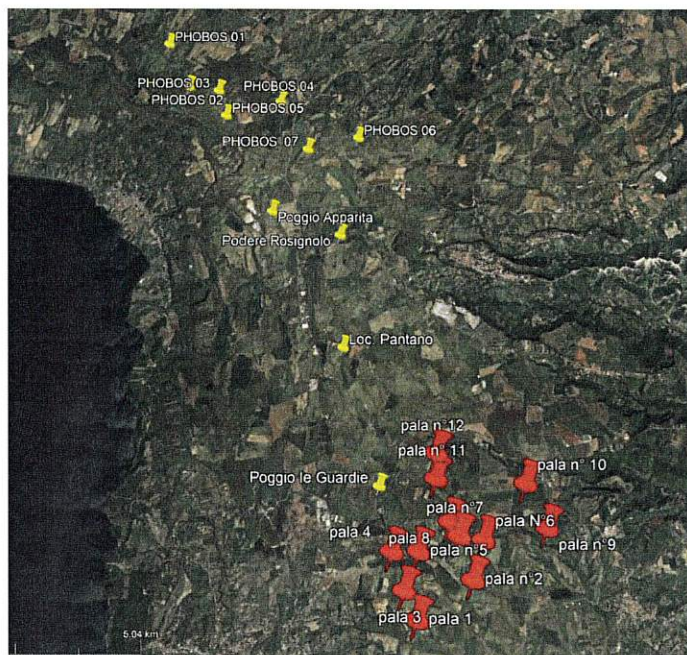 PHOBOS 01
PHOBOS 03
PHOBOS 04
PHOBOS 02
PHOBOS 05
PHOBOS 06
PHOBOS 07
Poggio Apparita
Podere Rosignolo
Loc. Pantano
pala n° 12
pala n° 11
pala n° 10
Poggio le Guardie
pala n°7
pala N°6
pala 4
pala 8
pala n°5
pala n°9
pala n°2
pala 3
pala 1
5.04 km